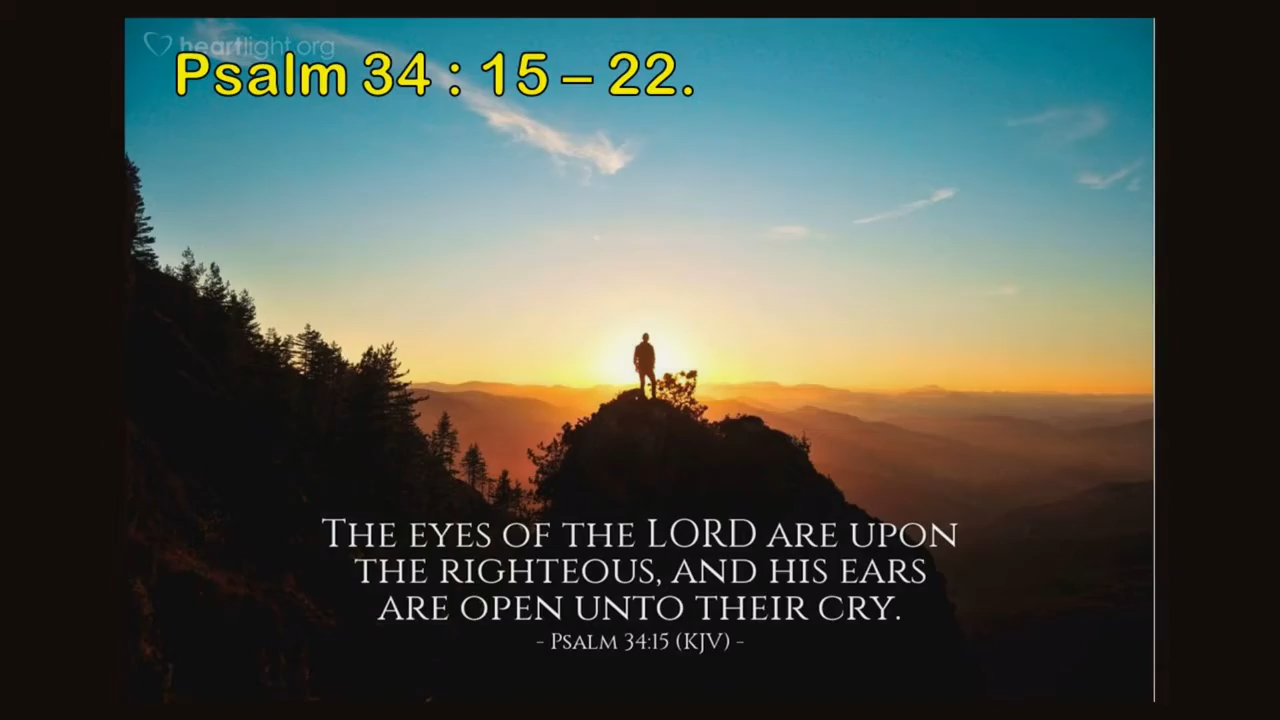 heartlight.org
Psalm 34 : 15 – 22.
THE EYES OF THE LORD ARE UPON
THE RIGHTEOUS, AND HIS EARS
ARE OPEN UNTO THEIR CRY.
- PSALM 34:15 (KJV) -